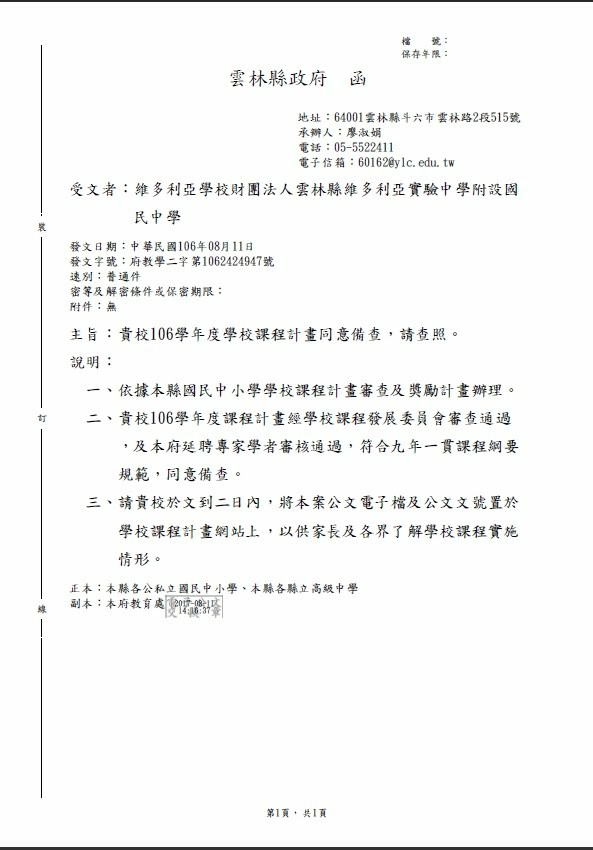 檔　　號：
保存年限：
雲林縣政府　函
地址：64001雲林縣斗六市雲林路2段515號
承辦人：廖淑娟
電話：05-5522411
電子信箱：60162@ylc.edu.tw
受文者：維多利亞學校財團法人雲林縣維多利亞實驗中學附設國
民中學
發文日期：中華民國106年08月11日
發文字號：府教學二字第1062424947號
速別：普通件
密等及解密條件或保密期限：
附件：無
主旨：貴校106學年度學校課程計畫同意備查，請查照。
說明：
一、依據本縣國民中小學學校課程計畫審查及獎勵計畫辦理。
二、貴校106學年度課程計畫經學校課程發展委員會審查通過
，及本府延聘專家學者審核通過，符合九年一貫課程綱要
規範，同意備查。
三、請貴校於文到二日內，將本案公文電子檔及公文文號置於
學校課程計畫網站上，以供家長及各界了解學校課程實施
情形。
正本：本縣各公私立國民中小學、本縣各縣立高級中學
副本：本府教育處
2017-08-11
14:16:37
裝
訂
線
第1頁，共1頁